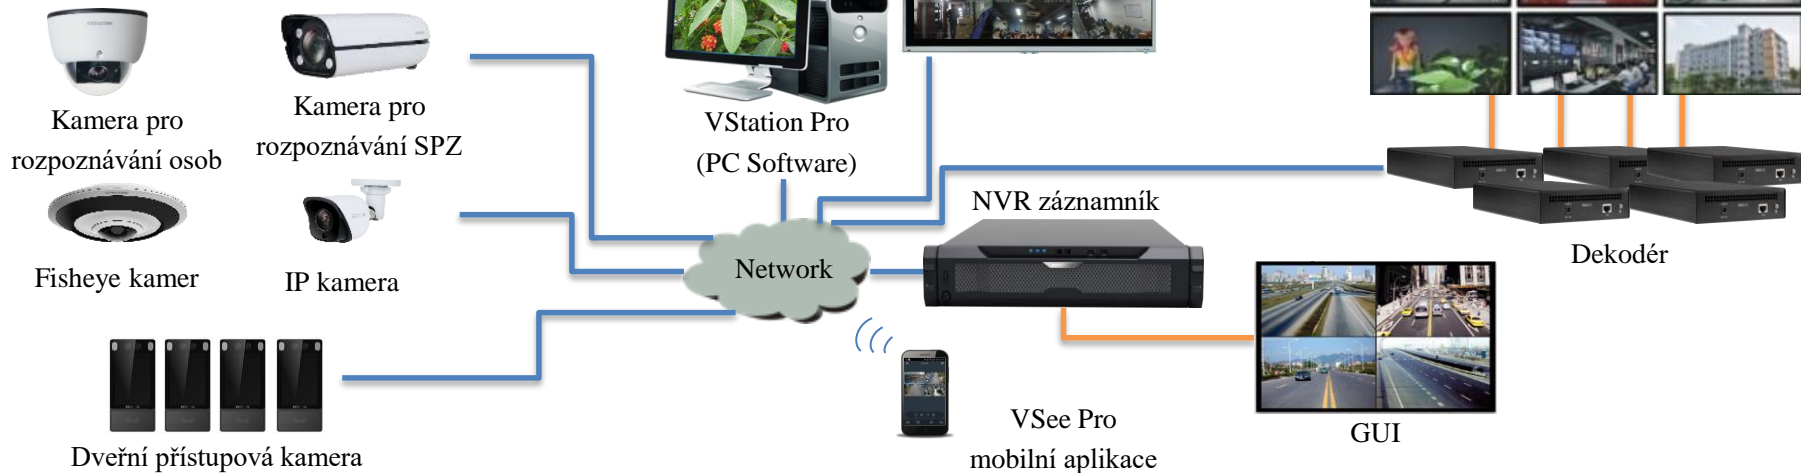 Kamera pro
rozpoznávání osob
Kamera pro
rozpoznávání SPZ
VStation Pro
(PC Software)
NVR záznamník
Dekodér
Fisheye kamer
IP kamera
Network
Dveřní přístupová kamera
VSee Pro
mobilní aplikace
GUI